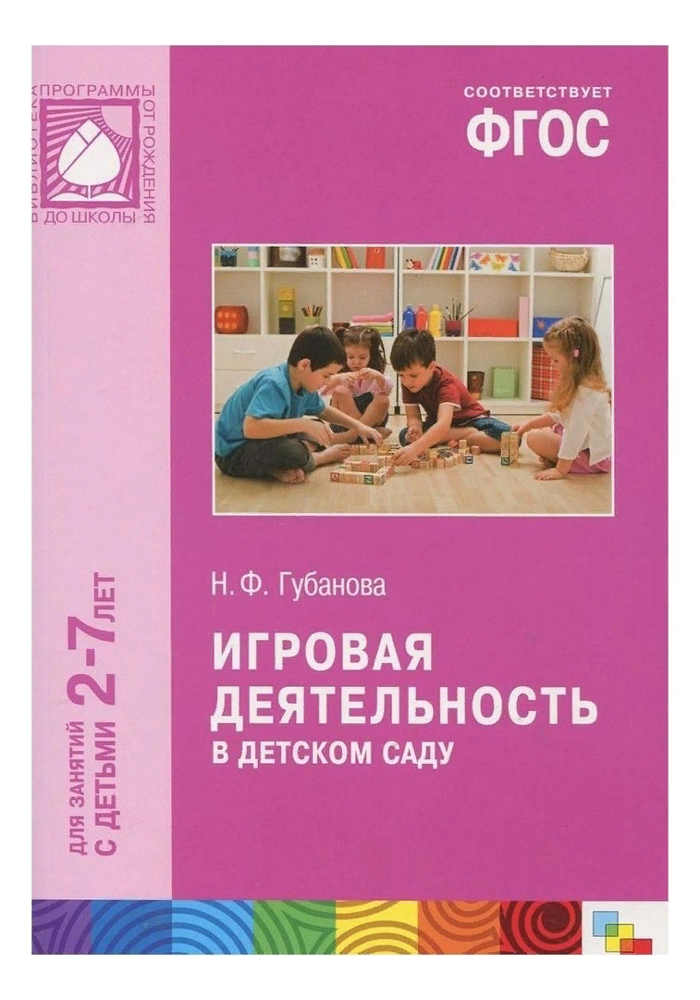 БИБЛИОТЕКА
ПРОГРАММЫ
ОТ РОЖДЕНИЯ
ДО ШКОЛЫ
СООТВЕТСТВУЕТ
ФГОС
Н. Ф. Губанова
ИГРОВАЯ
ДЕЯТЕЛЬНОСТЬ
В ДЕТСКОМ САДУ
ДЛЯ ЗАНЯТИЙ
С ДЕТЬМИ 2-7 ЛЕТ